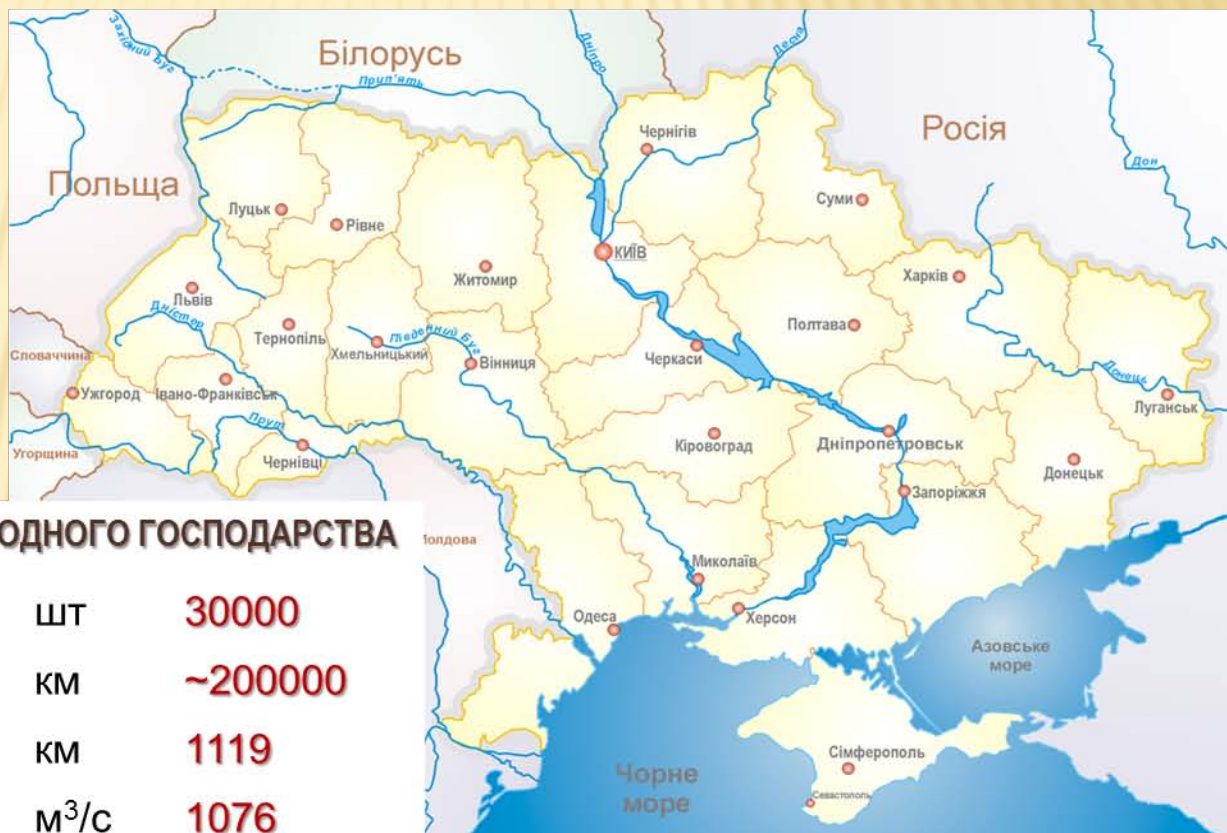 Західний Буг
Білорусь
Прип'ять
Дніпро
Десна
Чернігів
Росія
Дон
Польща
Луцьк
Рівне
Суми
КИЇВ
Житомир
Харків
Львів
Дністер
Тернопіль
Хмельницький
Південний Буг
Вінниця
Черкаси
Полтава
Словаччина
Ужгород
Івано-Франківськ
Донець
Луганськ
Прут
Чернівці
Угорщина
Кіровоград
Дніпропетровськ
Донецьк
Запоріжжя
ОДНОГО ГОСПОДАРСТВА
Молдова
Миколаїв
Херсон
Одеса
шт 30000
км ~200000
км 1119
м³/с 1076
Азовське
море
Сімферополь
Севастополь
Чорне
море